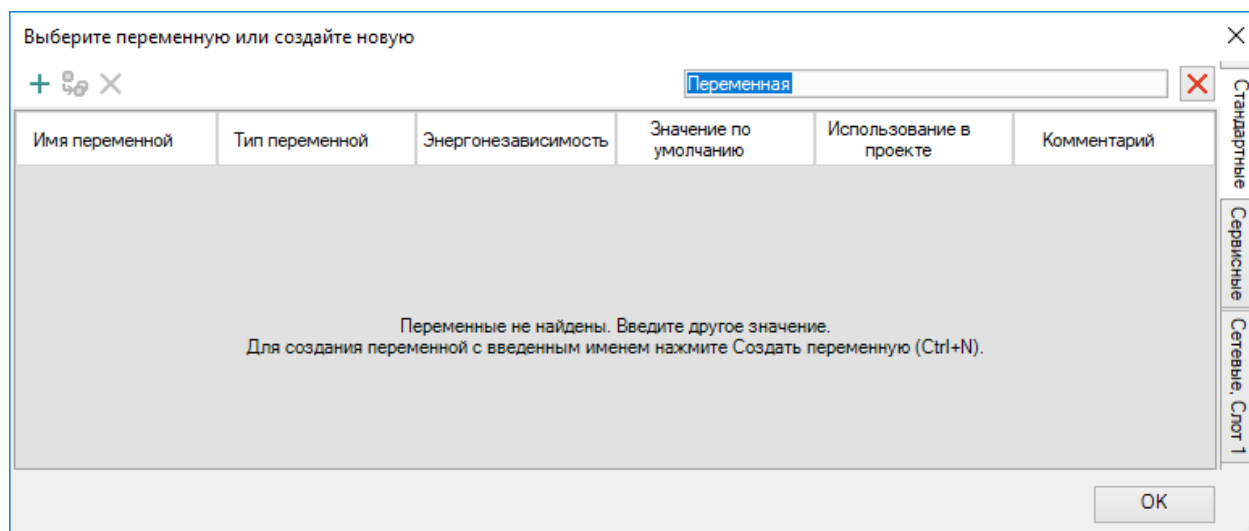 Выберите переменную или создайте новую
Переменная
Имя переменной
Тип переменной
Энергонезависимость
Значение по
умолчанию
Использование в
проекте
Комментарий
Переменные не найдены. Введите другое значение.
Для создания переменной с введенным именем нажмите Создать переменную (Ctrl+N).
Стандартные
Сервисные
Сетевые, Слот 1
OK